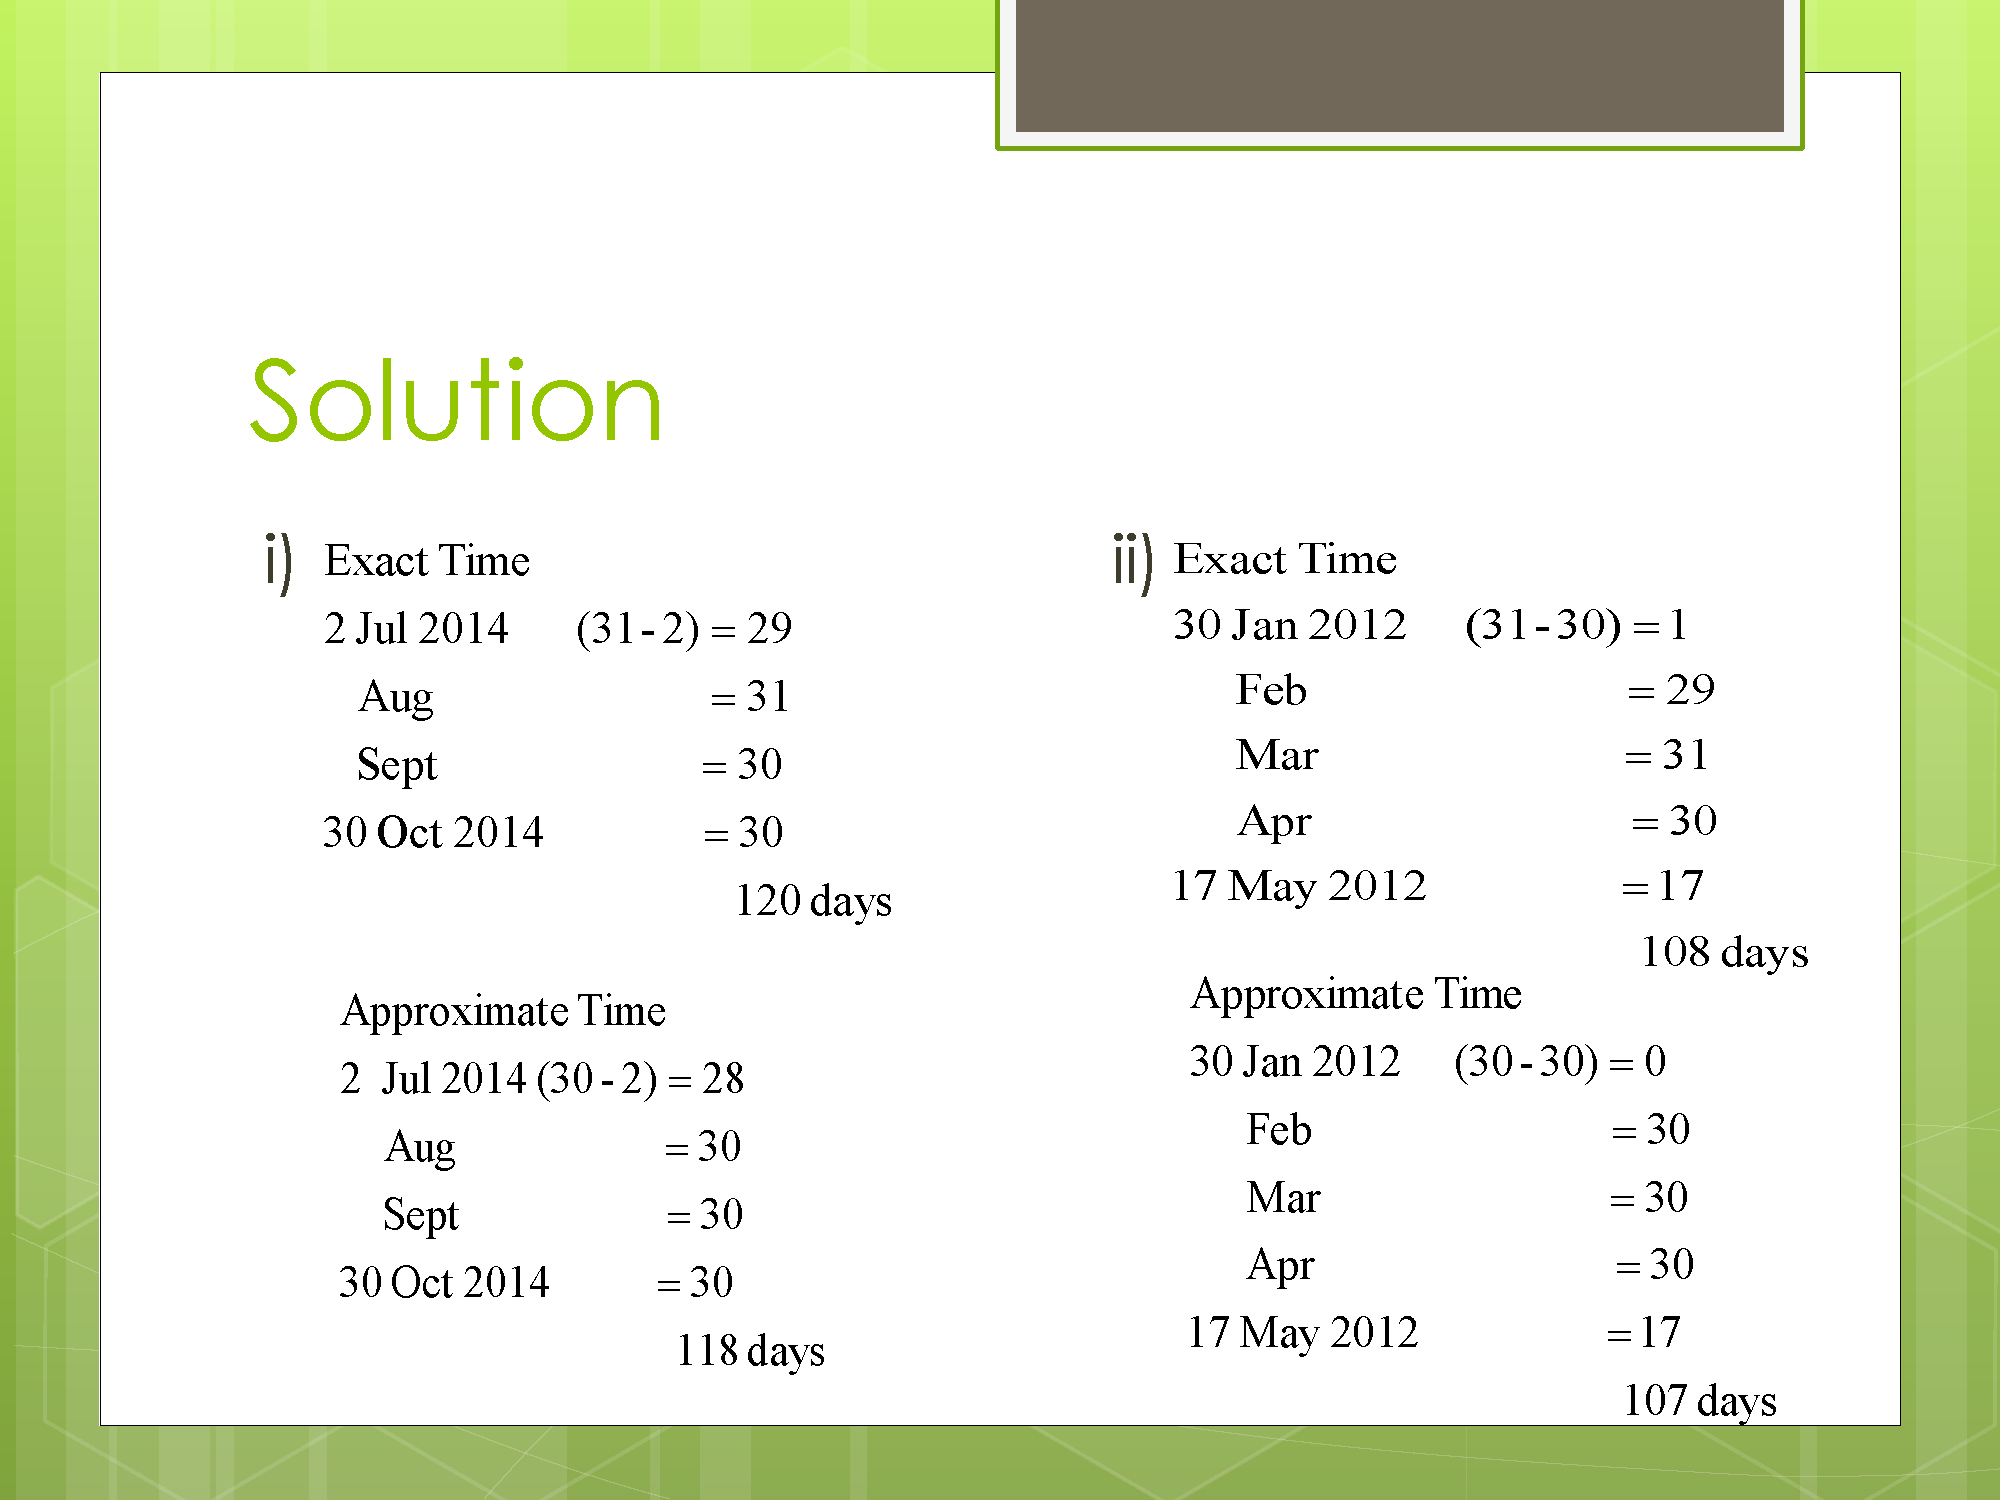 Solution
i) Exact Time
2 Jul 2014 (31-2) = 29
Aug = 31
Sept = 30
30 Oct 2014 = 30
120 days
Approximate Time
2 Jul 2014 (30-2) = 28
Aug = 30
Sept = 30
30 Oct 2014 = 30
118 days
ii) Exact Time
30 Jan 2012 (31-30) = 1
Feb = 29
Mar = 31
Apr = 30
17 May 2012 = 17
108 days
Approximate Time
30 Jan 2012 (30-30) = 0
Feb = 30
Mar = 30
Apr = 30
17 May 2012 = 17
107 days